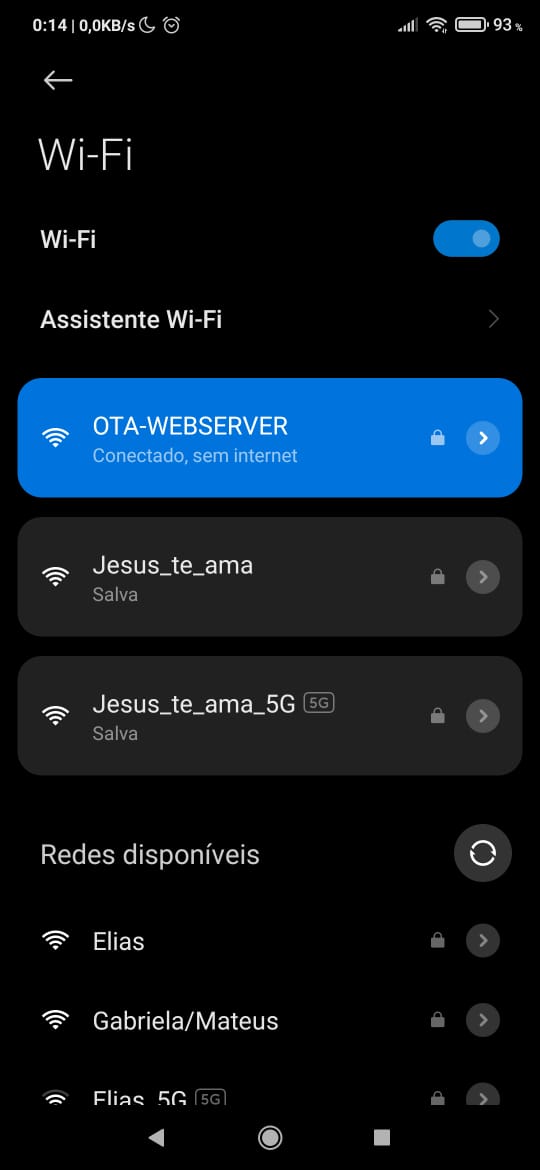 0:14 | 0,0KB/s 93 %
Wi-Fi
Wi-Fi
Assistente Wi-Fi
OTA-WEBSERVER
Conectado, sem internet
Jesus_te_ama
Salva
Jesus_te_ama_5G 5G
Salva
Redes disponíveis
Elias
Gabriela/Mateus
Elias_5G 5G